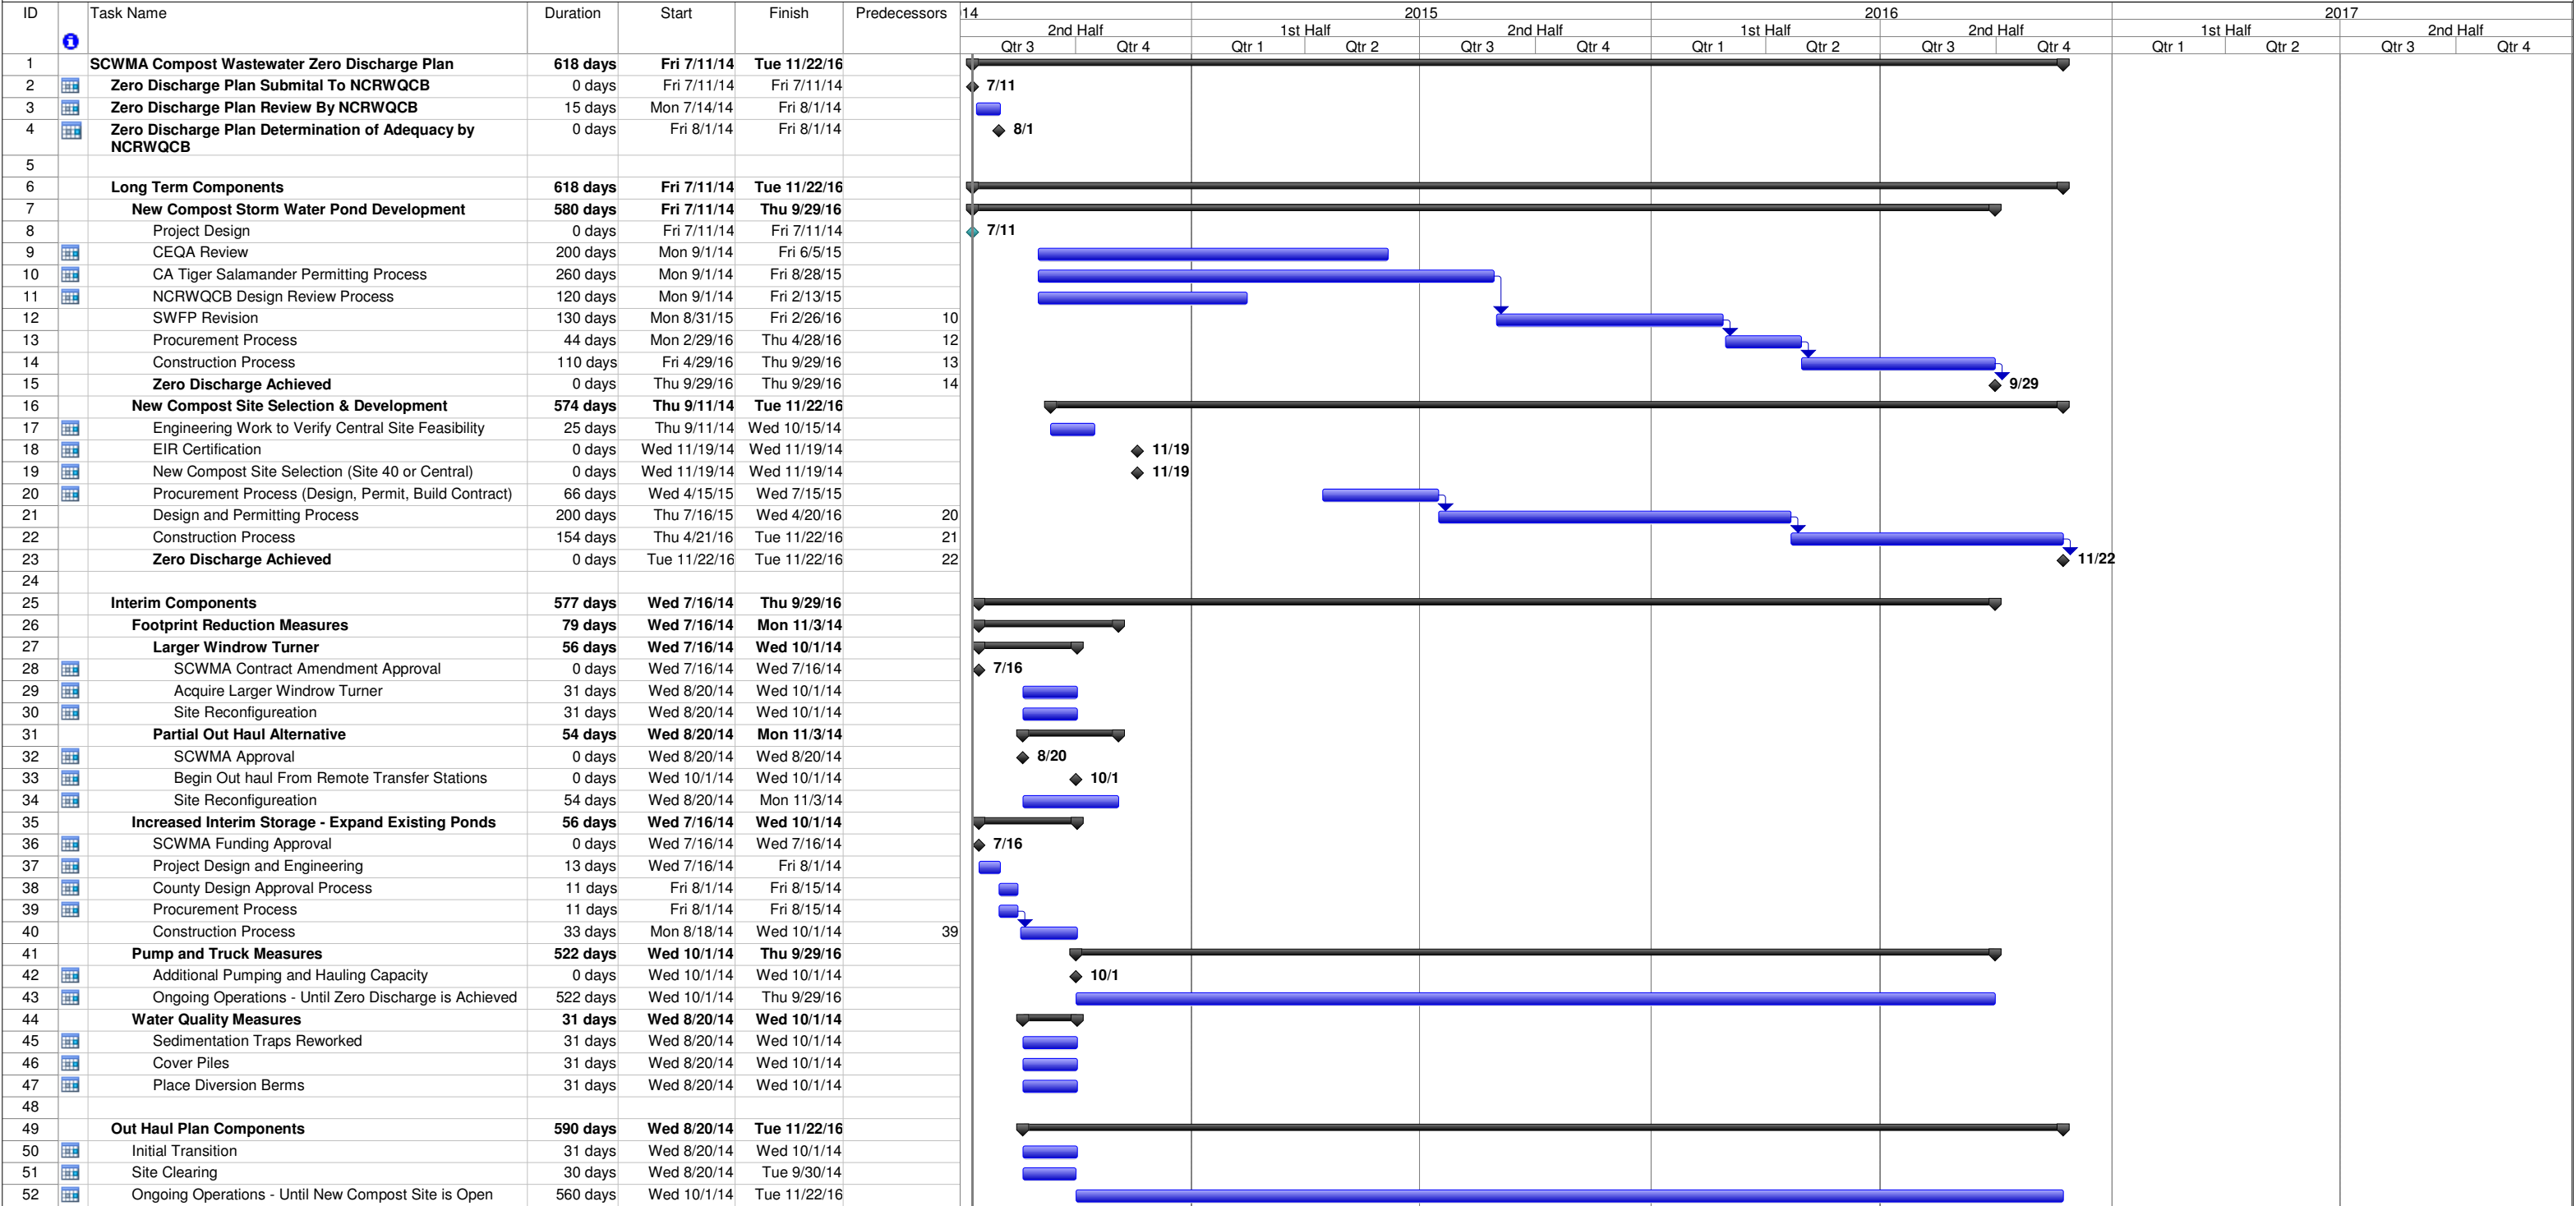 ID Task Name Duration Start Finish Predecessors 14 2015 2016 2017
2nd Half 1st Half 2nd Half 1st Half 2nd Half 1st Half 2nd Half
Qtr 3 Qtr 4 Qtr 1 Qtr 2 Qtr 3 Qtr 4 Qtr 1 Qtr 2 Qtr 3 Qtr 4 Qtr 1 Qtr 2 Qtr 3 Qtr 4
1 SCWMA Compost Wastewater Zero Discharge Plan 618 days Fri 7/11/14 Tue 11/22/16
2 Zero Discharge Plan Submital To NCRWQCB 0 days Fri 7/11/14 Fri 7/11/14 7/11
3 Zero Discharge Plan Review By NCRWQCB 15 days Mon 7/14/14 Fri 8/1/14
4 Zero Discharge Plan Determination of Adequacy by 0 days Fri 8/1/14 Fri 8/1/14 8/1
NCRWQCB
5
6 Long Term Components 618 days Fri 7/11/14 Tue 11/22/16
7 New Compost Storm Water Pond Development 580 days Fri 7/11/14 Thu 9/29/16
8 Project Design 0 days Fri 7/11/14 Fri 7/11/14 7/11
9 CEQA Review 200 days Mon 9/1/14 Fri 6/5/15
10 CA Tiger Salamander Permitting Process 260 days Mon 9/1/14 Fri 8/28/15
11 NCRWQCB Design Review Process 120 days Mon 9/1/14 Fri 2/13/15
12 SWFP Revision 130 days Mon 8/31/15 Fri 2/26/16 10
13 Procurement Process 44 days Mon 2/29/16 Thu 4/28/16 12
14 Construction Process 110 days Fri 4/29/16 Thu 9/29/16 13
15 Zero Discharge Achieved 0 days Thu 9/29/16 Thu 9/29/16 14 9/29
16 New Compost Site Selection & Development 574 days Thu 9/11/14 Tue 11/22/16
17 Engineering Work to Verify Central Site Feasibility 25 days Thu 9/11/14 Wed 10/15/14
18 EIR Certification 0 days Wed 11/19/14 Wed 11/19/14 11/19
19 New Compost Site Selection (Site 40 or Central) 0 days Wed 11/19/14 Wed 11/19/14 11/19
20 Procurement Process (Design, Permit, Build Contract) 66 days Wed 4/15/15 Wed 7/15/15
21 Design and Permitting Process 200 days Thu 7/16/15 Wed 4/20/16 20
22 Construction Process 154 days Thu 4/21/16 Tue 11/22/16 21
23 Zero Discharge Achieved 0 days Tue 11/22/16 Tue 11/22/16 22 11/22
24
25 Interim Components 577 days Wed 7/16/14 Thu 9/29/16
26 Footprint Reduction Measures 79 days Wed 7/16/14 Mon 11/3/14
27 Larger Windrow Turner 56 days Wed 7/16/14 Wed 10/1/14
28 SCWMA Contract Amendment Approval 0 days Wed 7/16/14 Wed 7/16/14 7/16
29 Acquire Larger Windrow Turner 31 days Wed 8/20/14 Wed 10/1/14
30 Site Reconfigureation 31 days Wed 8/20/14 Wed 10/1/14
31 Partial Out Haul Alternative 54 days Wed 8/20/14 Mon 11/3/14
32 SCWMA Approval 0 days Wed 8/20/14 Wed 8/20/14 8/20
33 Begin Out haul From Remote Transfer Stations 0 days Wed 10/1/14 Wed 10/1/14 10/1
34 Site Reconfigureation 54 days Wed 8/20/14 Mon 11/3/14
35 Increased Interim Storage - Expand Existing Ponds 56 days Wed 7/16/14 Wed 10/1/14
36 SCWMA Funding Approval 0 days Wed 7/16/14 Wed 7/16/14 7/16
37 Project Design and Engineering 13 days Wed 7/16/14 Fri 8/1/14
38 County Design Approval Process 11 days Fri 8/1/14 Fri 8/15/14
39 Procurement Process 11 days Fri 8/1/14 Fri 8/15/14
40 Construction Process 33 days Mon 8/18/14 Wed 10/1/14 39
41 Pump and Truck Measures 522 days Wed 10/1/14 Thu 9/29/16
42 Additional Pumping and Hauling Capacity 0 days Wed 10/1/14 Wed 10/1/14 10/1
43 Ongoing Operations - Until Zero Discharge is Achieved 522 days Wed 10/1/14 Thu 9/29/16
44 Water Quality Measures 31 days Wed 8/20/14 Wed 10/1/14
45 Sedimentation Traps Reworked 31 days Wed 8/20/14 Wed 10/1/14
46 Cover Piles 31 days Wed 8/20/14 Wed 10/1/14
47 Place Diversion Berms 31 days Wed 8/20/14 Wed 10/1/14
48
49 Out Haul Plan Components 590 days Wed 8/20/14 Tue 11/22/16
50 Initial Transition 31 days Wed 8/20/14 Wed 10/1/14
51 Site Clearing 30 days Wed 8/20/14 Tue 9/30/14
52 Ongoing Operations - Until New Compost Site is Open 560 days Wed 10/1/14 Tue 11/22/16